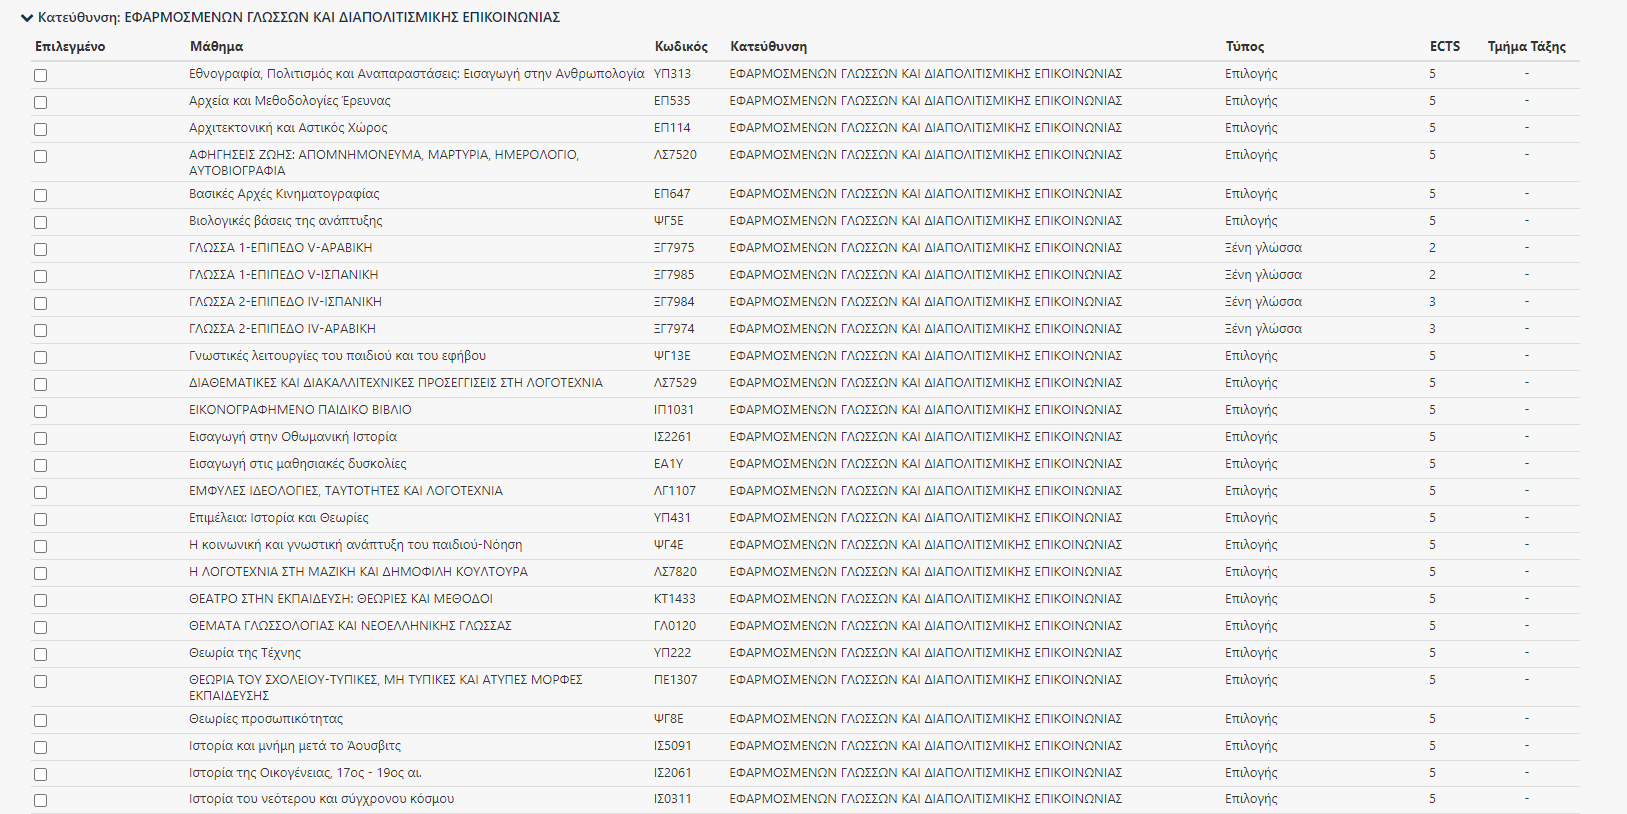 Κατεύθυνση: ΕΦΑΡΜΟΣΜΕΝΩΝ ΓΛΩΣΣΩΝ ΚΑΙ ΔΙΑΠΟΛΙΤΙΣΜΙΚΗΣ ΕΠΙΚΟΙΝΩΝΙΑΣ
Επιλεγμένο Μάθημα Κωδικός Κατεύθυνση Τύπος ECTS Τμήμα Τάξης
Εθνογραφία, Πολιτισμός και Αναπαραστάσεις: Εισαγωγή στην Ανθρωπολογία ΥΠ313 ΕΦΑΡΜΟΣΜΕΝΩΝ ΓΛΩΣΣΩΝ ΚΑΙ ΔΙΑΠΟΛΙΤΙΣΜΙΚΗΣ ΕΠΙΚΟΙΝΩΝΙΑΣ Επιλογής 5 -
Αρχεία και Μεθοδολογίες Έρευνας ΕΠ535 ΕΦΑΡΜΟΣΜΕΝΩΝ ΓΛΩΣΣΩΝ ΚΑΙ ΔΙΑΠΟΛΙΤΙΣΜΙΚΗΣ ΕΠΙΚΟΙΝΩΝΙΑΣ Επιλογής 5 -
Αρχιτεκτονική και Αστικός Χώρος ΕΠ114 ΕΦΑΡΜΟΣΜΕΝΩΝ ΓΛΩΣΣΩΝ ΚΑΙ ΔΙΑΠΟΛΙΤΙΣΜΙΚΗΣ ΕΠΙΚΟΙΝΩΝΙΑΣ Επιλογής 5 -
ΑΦΗΓΗΣΕΙΣ ΖΩΗΣ: ΑΠΟΜΝΗΜΟΝΕΥΜΑ, ΜΑΡΤΥΡΙΑ, ΗΜΕΡΟΛΟΓΙΟ, ΛΣ7520 ΕΦΑΡΜΟΣΜΕΝΩΝ ΓΛΩΣΣΩΝ ΚΑΙ ΔΙΑΠΟΛΙΤΙΣΜΙΚΗΣ ΕΠΙΚΟΙΝΩΝΙΑΣ Επιλογής 5 -
ΑΥΤΟΒΙΟΓΡΑΦΙΑ
Βασικές Αρχές Κινηματογραφίας ΕΠ647 ΕΦΑΡΜΟΣΜΕΝΩΝ ΓΛΩΣΣΩΝ ΚΑΙ ΔΙΑΠΟΛΙΤΙΣΜΙΚΗΣ ΕΠΙΚΟΙΝΩΝΙΑΣ Επιλογής 5 -
Βιολογικές βάσεις της ανάπτυξης ΨΓ5Ε ΕΦΑΡΜΟΣΜΕΝΩΝ ΓΛΩΣΣΩΝ ΚΑΙ ΔΙΑΠΟΛΙΤΙΣΜΙΚΗΣ ΕΠΙΚΟΙΝΩΝΙΑΣ Επιλογής 5 -
ΓΛΩΣΣΑ 1-ΕΠΙΠΕΔΟ V-ΑΡΑΒΙΚΗ ΞΓ7975 ΕΦΑΡΜΟΣΜΕΝΩΝ ΓΛΩΣΣΩΝ ΚΑΙ ΔΙΑΠΟΛΙΤΙΣΜΙΚΗΣ ΕΠΙΚΟΙΝΩΝΙΑΣ Ξένη γλώσσα 2 -
ΓΛΩΣΣΑ 1-ΕΠΙΠΕΔΟ V-ΙΣΠΑΝΙΚΗ ΞΓ7985 ΕΦΑΡΜΟΣΜΕΝΩΝ ΓΛΩΣΣΩΝ ΚΑΙ ΔΙΑΠΟΛΙΤΙΣΜΙΚΗΣ ΕΠΙΚΟΙΝΩΝΙΑΣ Ξένη γλώσσα 2 -
ΓΛΩΣΣΑ 2-ΕΠΙΠΕΔΟ IV-ΙΣΠΑΝΙΚΗ ΞΓ7984 ΕΦΑΡΜΟΣΜΕΝΩΝ ΓΛΩΣΣΩΝ ΚΑΙ ΔΙΑΠΟΛΙΤΙΣΜΙΚΗΣ ΕΠΙΚΟΙΝΩΝΙΑΣ Ξένη γλώσσα 3 -
ΓΛΩΣΣΑ 2-ΕΠΙΠΕΔΟ IV-ΑΡΑΒΙΚΗ ΞΓ7974 ΕΦΑΡΜΟΣΜΕΝΩΝ ΓΛΩΣΣΩΝ ΚΑΙ ΔΙΑΠΟΛΙΤΙΣΜΙΚΗΣ ΕΠΙΚΟΙΝΩΝΙΑΣ Ξένη γλώσσα 3 -
Γνωστικές λειτουργίες του παιδιού και του εφήβου ΨΓ13Ε ΕΦΑΡΜΟΣΜΕΝΩΝ ΓΛΩΣΣΩΝ ΚΑΙ ΔΙΑΠΟΛΙΤΙΣΜΙΚΗΣ ΕΠΙΚΟΙΝΩΝΙΑΣ Επιλογής 5 -
ΔΙΑΘΕΜΑΤΙΚΕΣ ΚΑΙ ΔΙΑΚΑΛΛΙΤΕΧΝΙΚΕΣ ΠΡΟΣΕΓΓΙΣΕΙΣ ΣΤΗ ΛΟΓΟΤΕΧΝΙΑ ΛΣ7529 ΕΦΑΡΜΟΣΜΕΝΩΝ ΓΛΩΣΣΩΝ ΚΑΙ ΔΙΑΠΟΛΙΤΙΣΜΙΚΗΣ ΕΠΙΚΟΙΝΩΝΙΑΣ Επιλογής 5 -
ΕΙΚΟΝΟΓΡΑΦΗΜΕΝΟ ΠΑΙΔΙΚΟ ΒΙΒΛΙΟ ΙΠ1031 ΕΦΑΡΜΟΣΜΕΝΩΝ ΓΛΩΣΣΩΝ ΚΑΙ ΔΙΑΠΟΛΙΤΙΣΜΙΚΗΣ ΕΠΙΚΟΙΝΩΝΙΑΣ Επιλογής 5 -
Εισαγωγή στην Οθωμανική Ιστορία ΙΣ2261 ΕΦΑΡΜΟΣΜΕΝΩΝ ΓΛΩΣΣΩΝ ΚΑΙ ΔΙΑΠΟΛΙΤΙΣΜΙΚΗΣ ΕΠΙΚΟΙΝΩΝΙΑΣ Επιλογής 5 -
Εισαγωγή στις μαθησιακές δυσκολίες ΕΑ1Υ ΕΦΑΡΜΟΣΜΕΝΩΝ ΓΛΩΣΣΩΝ ΚΑΙ ΔΙΑΠΟΛΙΤΙΣΜΙΚΗΣ ΕΠΙΚΟΙΝΩΝΙΑΣ Επιλογής 5 -
ΕΜΦΥΛΕΣ ΙΔΕΟΛΟΓΙΕΣ, ΤΑΥΤΟΤΗΤΕΣ ΚΑΙ ΛΟΓΟΤΕΧΝΙΑ ΛΓ1107 ΕΦΑΡΜΟΣΜΕΝΩΝ ΓΛΩΣΣΩΝ ΚΑΙ ΔΙΑΠΟΛΙΤΙΣΜΙΚΗΣ ΕΠΙΚΟΙΝΩΝΙΑΣ Επιλογής 5 -
Επιμέλεια: Ιστορία και Θεωρίες ΥΠ431 ΕΦΑΡΜΟΣΜΕΝΩΝ ΓΛΩΣΣΩΝ ΚΑΙ ΔΙΑΠΟΛΙΤΙΣΜΙΚΗΣ ΕΠΙΚΟΙΝΩΝΙΑΣ Επιλογής 5 -
Η κοινωνική και γνωστική ανάπτυξη του παιδιού-Νόηση ΨΓ4Ε ΕΦΑΡΜΟΣΜΕΝΩΝ ΓΛΩΣΣΩΝ ΚΑΙ ΔΙΑΠΟΛΙΤΙΣΜΙΚΗΣ ΕΠΙΚΟΙΝΩΝΙΑΣ Επιλογής 5 -
Η ΛΟΓΟΤΕΧΝΙΑ ΣΤΗ ΜΑΖΙΚΗ ΚΑΙ ΔΗΜΟΦΙΛΗ ΚΟΥΛΤΟΥΡΑ ΛΣ7820 ΕΦΑΡΜΟΣΜΕΝΩΝ ΓΛΩΣΣΩΝ ΚΑΙ ΔΙΑΠΟΛΙΤΙΣΜΙΚΗΣ ΕΠΙΚΟΙΝΩΝΙΑΣ Επιλογής 5 -
ΘΕΑΤΡΟ ΣΤΗΝ ΕΚΠΑΙΔΕΥΣΗ: ΘΕΩΡΙΕΣ ΚΑΙ ΜΕΘΟΔΟΙ ΚΤ1433 ΕΦΑΡΜΟΣΜΕΝΩΝ ΓΛΩΣΣΩΝ ΚΑΙ ΔΙΑΠΟΛΙΤΙΣΜΙΚΗΣ ΕΠΙΚΟΙΝΩΝΙΑΣ Επιλογής 5 -
ΘΕΜΑΤΑ ΓΛΩΣΣΟΛΟΓΙΑΣ ΚΑΙ ΝΕΟΕΛΛΗΝΙΚΗΣ ΓΛΩΣΣΑΣ ΓΛ0120 ΕΦΑΡΜΟΣΜΕΝΩΝ ΓΛΩΣΣΩΝ ΚΑΙ ΔΙΑΠΟΛΙΤΙΣΜΙΚΗΣ ΕΠΙΚΟΙΝΩΝΙΑΣ Επιλογής 5 -
Θεωρία της Τέχνης ΥΠ222 ΕΦΑΡΜΟΣΜΕΝΩΝ ΓΛΩΣΣΩΝ ΚΑΙ ΔΙΑΠΟΛΙΤΙΣΜΙΚΗΣ ΕΠΙΚΟΙΝΩΝΙΑΣ Επιλογής 5 -
ΘΕΩΡΙΑ ΤΟΥ ΣΧΟΛΕΙΟΥ-ΤΥΠΙΚΕΣ, ΜΗ ΤΥΠΙΚΕΣ ΚΑΙ ΑΤΥΠΕΣ ΜΟΡΦΕΣ ΠΕ1307 ΕΦΑΡΜΟΣΜΕΝΩΝ ΓΛΩΣΣΩΝ ΚΑΙ ΔΙΑΠΟΛΙΤΙΣΜΙΚΗΣ ΕΠΙΚΟΙΝΩΝΙΑΣ Επιλογής 5 -
ΕΚΠΑΙΔΕΥΣΗΣ
Θεωρίες προσωπικότητας ΨΓ8Ε ΕΦΑΡΜΟΣΜΕΝΩΝ ΓΛΩΣΣΩΝ ΚΑΙ ΔΙΑΠΟΛΙΤΙΣΜΙΚΗΣ ΕΠΙΚΟΙΝΩΝΙΑΣ Επιλογής 5 -
Ιστορία και μνήμη μετά το Άουσβιτς ΙΣ5091 ΕΦΑΡΜΟΣΜΕΝΩΝ ΓΛΩΣΣΩΝ ΚΑΙ ΔΙΑΠΟΛΙΤΙΣΜΙΚΗΣ ΕΠΙΚΟΙΝΩΝΙΑΣ Επιλογής 5 -
Ιστορία της Οικογένειας, 17ος - 19ος αι. ΙΣ2061 ΕΦΑΡΜΟΣΜΕΝΩΝ ΓΛΩΣΣΩΝ ΚΑΙ ΔΙΑΠΟΛΙΤΙΣΜΙΚΗΣ ΕΠΙΚΟΙΝΩΝΙΑΣ Επιλογής 5 -
Ιστορία του νεότερου και σύγχρονου κόσμου ΙΣ0311 ΕΦΑΡΜΟΣΜΕΝΩΝ ΓΛΩΣΣΩΝ ΚΑΙ ΔΙΑΠΟΛΙΤΙΣΜΙΚΗΣ ΕΠΙΚΟΙΝΩΝΙΑΣ Επιλογής 5 -